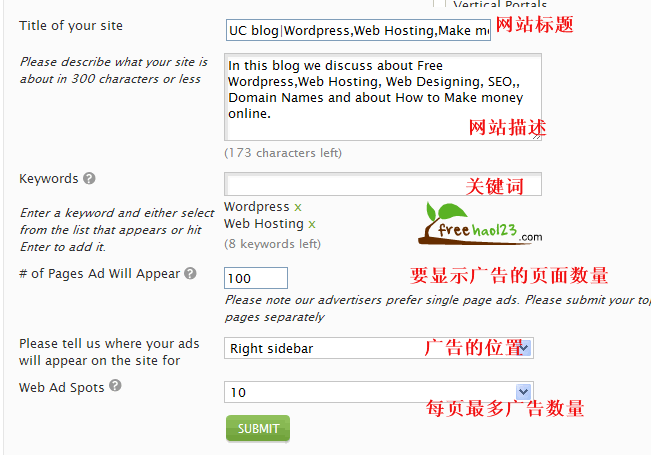 Vertical Portals
Title of your site
UC blog|Wordpress,Web Hosting,Make m
网站标题
Please describe what your site is
about in 300 characters or less
In this blog we discuss about Free
Wordpress,Web Hosting, Web Designing, SEO,,
Domain Names and about How to Make money
online.
网站描述
(173 characters left)
Keywords ?
关键词
Enter a keyword and either select
from the list that appears or hit
Enter to add it.
Wordpress x
Web Hosting x
(8 keywords left)
freehao123.com
# of Pages Ad Will Appear ?
100
要显示广告的页面数量
Please note our advertisers prefer single page ads. Please submit your to
pages separately
Please tell us where your ads
will appear on the site for
Right sidebar
广告的位置
Web Ad Spots ?
10
每页最多广告数量
SUBMIT